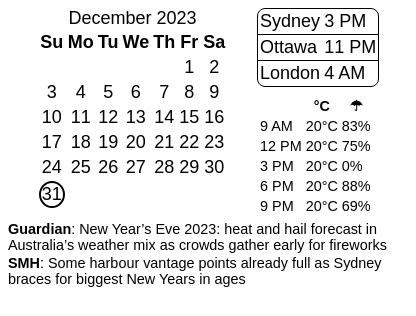 December 2023
Su Mo Tu We Th Fr Sa
1 2
3 4 5 6 7 8 9
10 11 12 13 14 15 16
17 18 19 20 21 22 23
24 25 26 27 28 29 30
31
Sydney 3 PM
Ottawa 11 PM
London 4 AM
°C ☂
9 AM 20°C 83%
12 PM 20°C 75%
3 PM 20°C 0%
6 PM 20°C 88%
9 PM 20°C 69%
Guardian: New Year’s Eve 2023: heat and hail forecast in
Australia’s weather mix as crowds gather early for fireworks
SMH: Some harbour vantage points already full as Sydney
braces for biggest New Years in ages